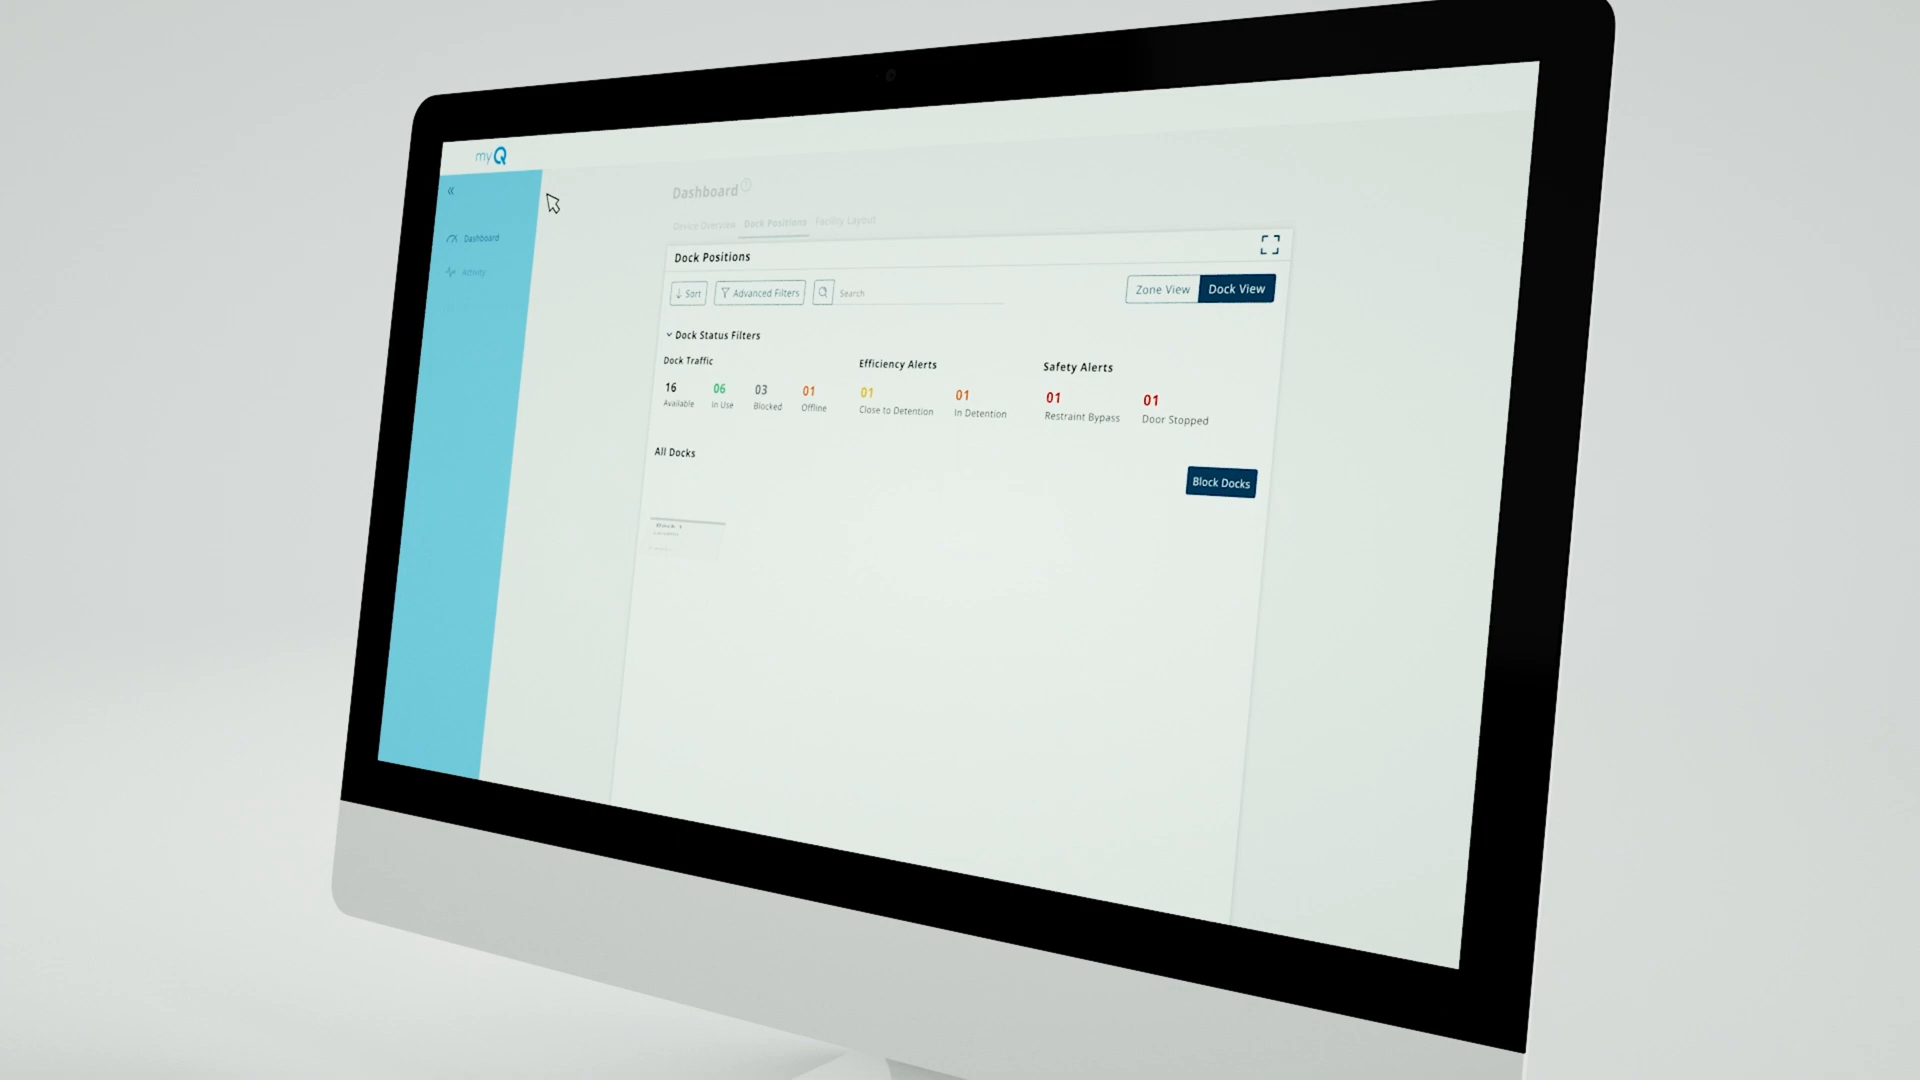 myQ
Dashboard
Activity
Dashboard
Device Overview Dock Positions Facility Layout
Dock Positions
Sort Advanced Filters Search Zone View Dock View
Dock Status Filters
Dock Traffic Efficiency Alerts Safety Alerts
16 06 03 01 01 01 01 01
Available In Use Blocked Offline Close to Detention In Detention Restraint Bypass Door Stopped
All Docks
Block Docks